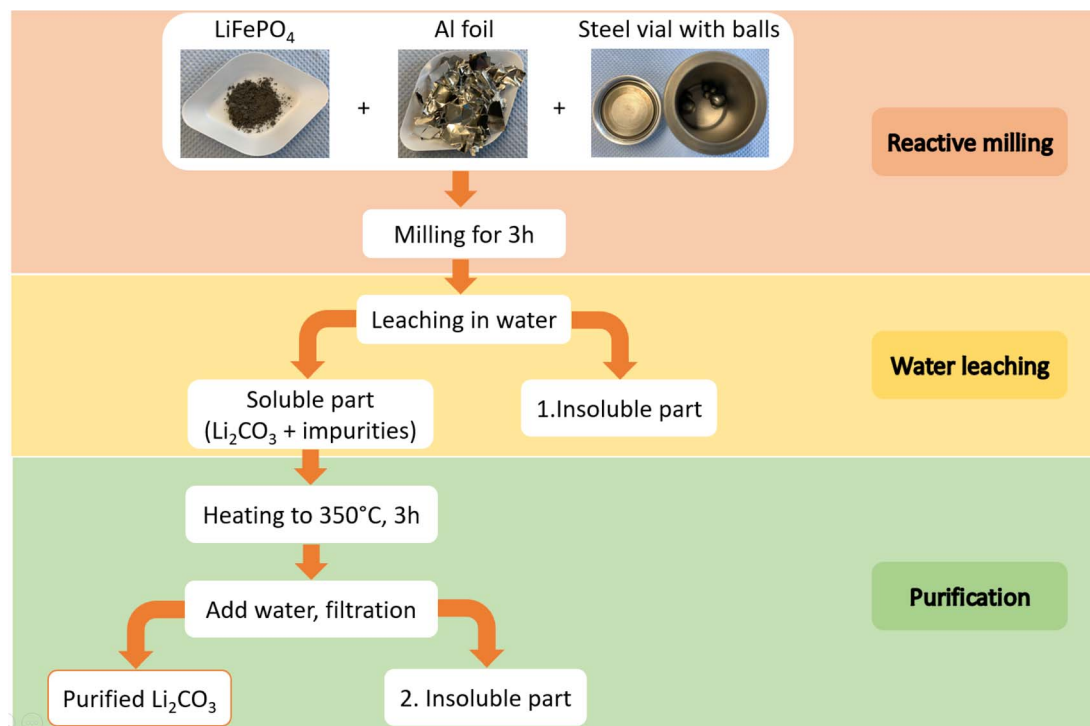 LiFePO₄
Al foil
Steel vial with balls
+
+
Reactive milling
Milling for 3h
Leaching in water
Water leaching
Soluble part
(Li₂CO₃ + impurities)
1.Insoluble part
Heating to 350°C, 3h
Add water, filtration
Purification
Purified Li₂CO₃
2. Insoluble part